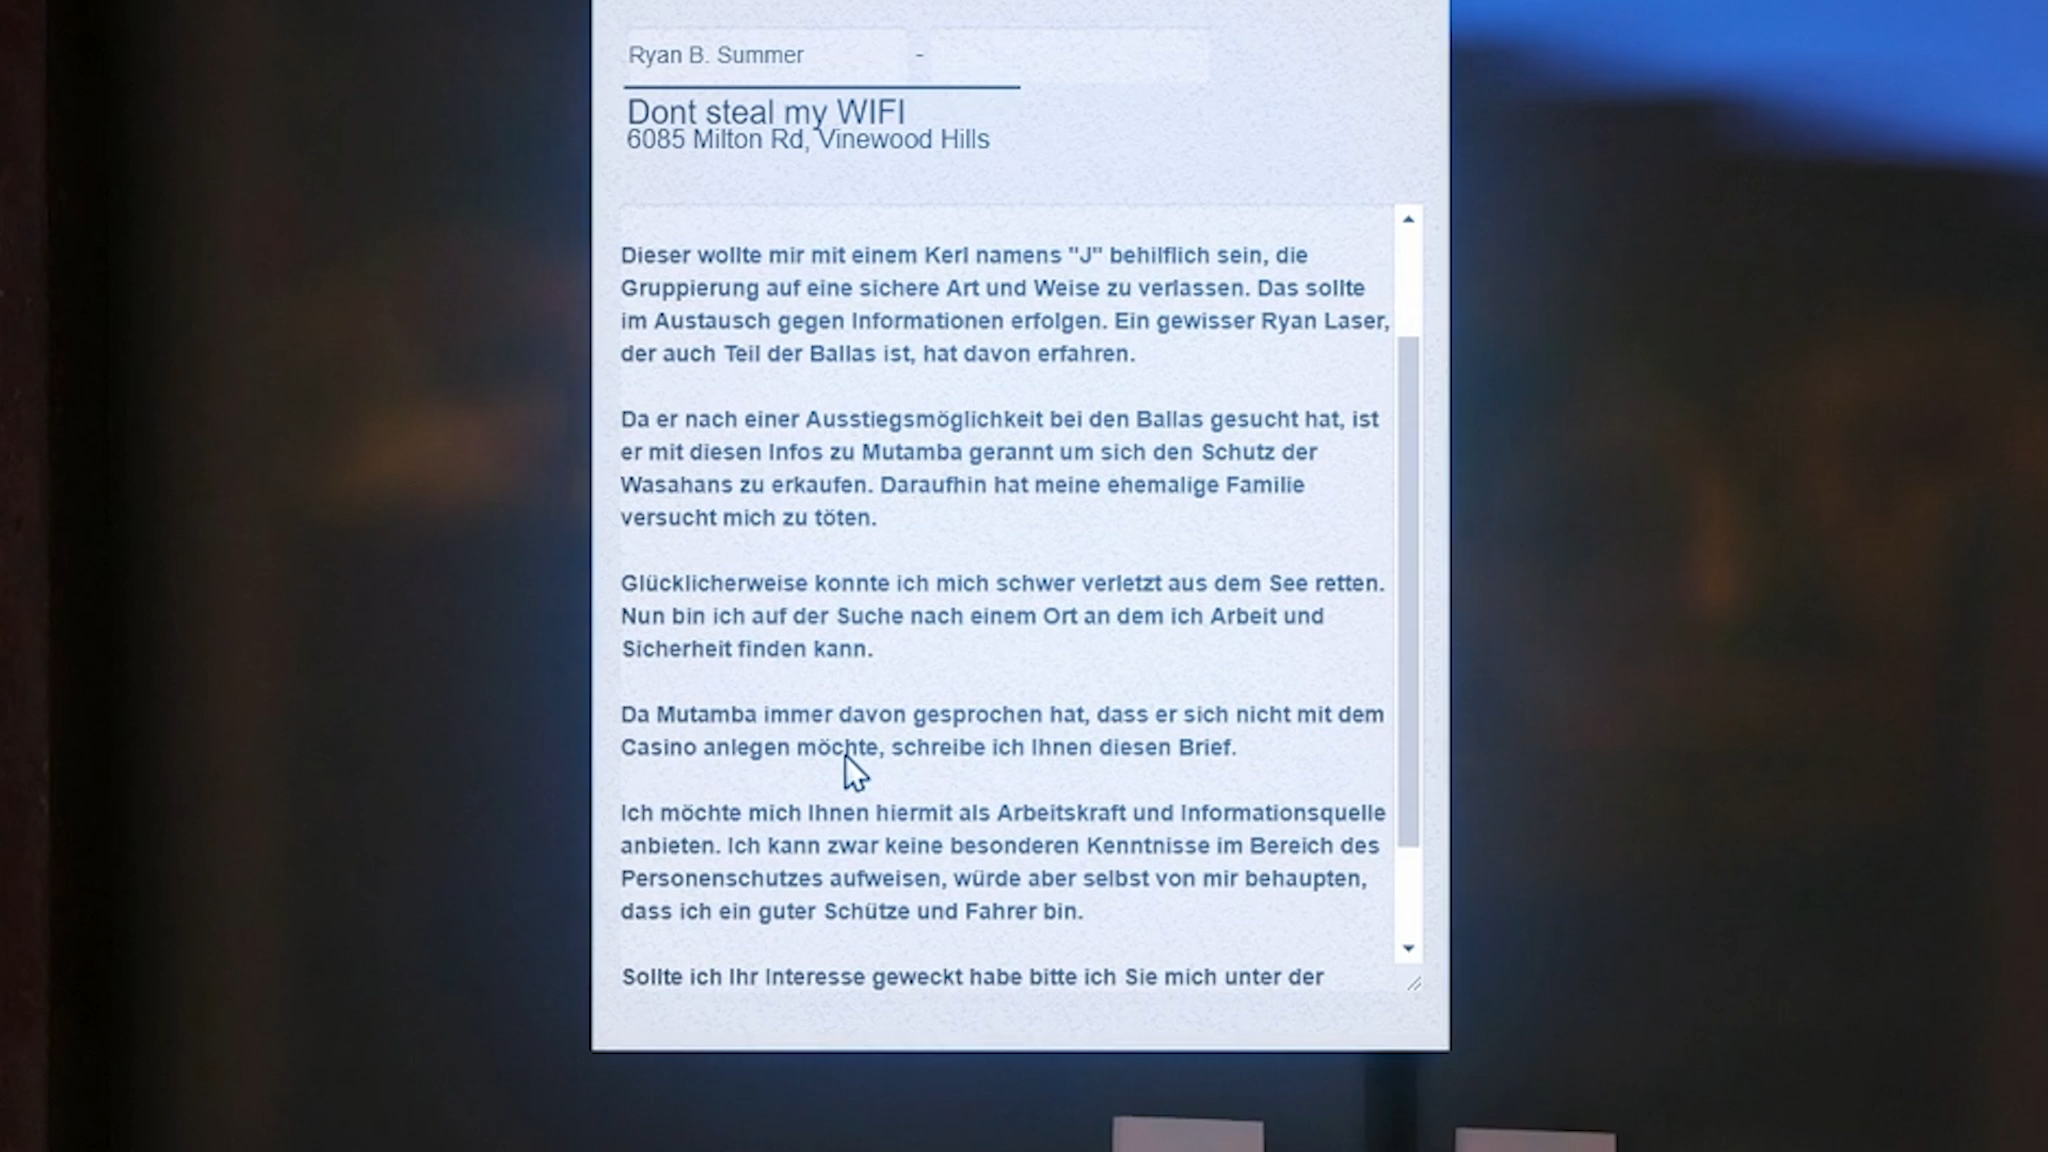 Ryan B. Summer -
Dont steal my WIFI
6085 Milton Rd, Vinewood Hills
Dieser wollte mir mit einem Kerl namens "J" behilflich sein, die
Gruppierung auf eine sichere Art und Weise zu verlassen. Das sollte
im Austausch gegen Informationen erfolgen. Ein gewisser Ryan Laser,
der auch Teil der Ballas ist, hat davon erfahren.
Da er nach einer Ausstiegsmöglichkeit bei den Ballas gesucht hat, ist
er mit diesen Infos zu Mutamba gerannt um sich den Schutz der
Wasahans zu erkaufen. Daraufhin hat meine ehemalige Familie
versucht mich zu töten.
Glücklicherweise konnte ich mich schwer verletzt aus dem See retten.
Nun bin ich auf der Suche nach einem Ort an dem ich Arbeit und
Sicherheit finden kann.
Da Mutamba immer davon gesprochen hat, dass er sich nicht mit dem
Casino anlegen möchte, schreibe ich Ihnen diesen Brief.
Ich möchte mich Ihnen hiermit als Arbeitskraft und Informationsquelle
anbieten. Ich kann zwar keine besonderen Kenntnisse im Bereich des
Personenschutzes aufweisen, würde aber selbst von mir behaupten,
dass ich ein guter Schütze und Fahrer bin.
Sollte ich Ihr Interesse geweckt habe bitte ich Sie mich unter der